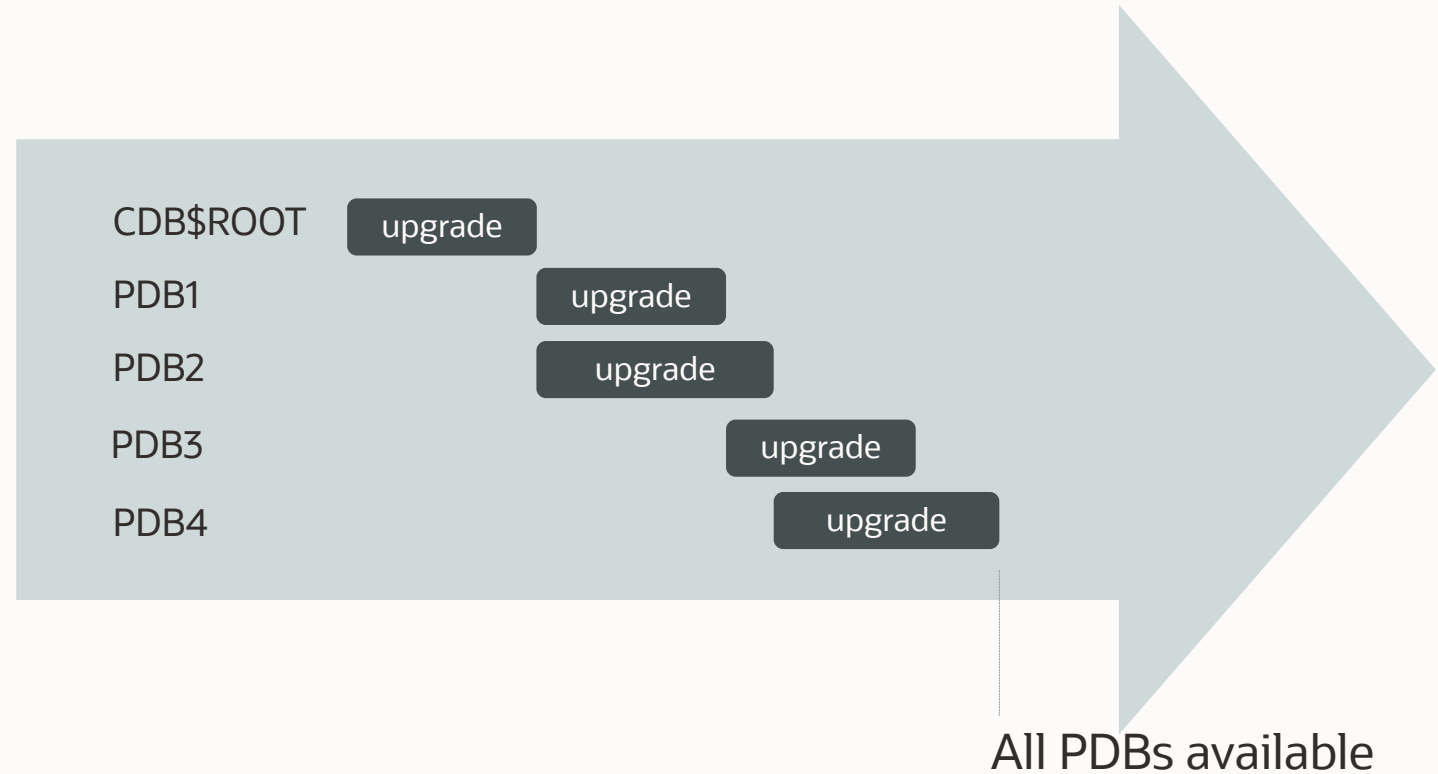 CDB$ROOT upgrade
PDB1 upgrade
PDB2 upgrade
PDB3 upgrade
PDB4 upgrade
All PDBs available